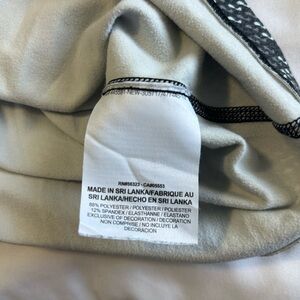 MADE IN SRI LANKA/FABRIQUE AU
SRI LANKA/HECHO EN SRI LANKA
88% POLYESTER / POLYESTER / POLIESTER
12% SPANDEX / ELASTHANNE / ELASTANO
EXCLUSIVE OF DECORATION / DECORATION
NON COMPRISE / NO INCLUYE LA
DECORACION